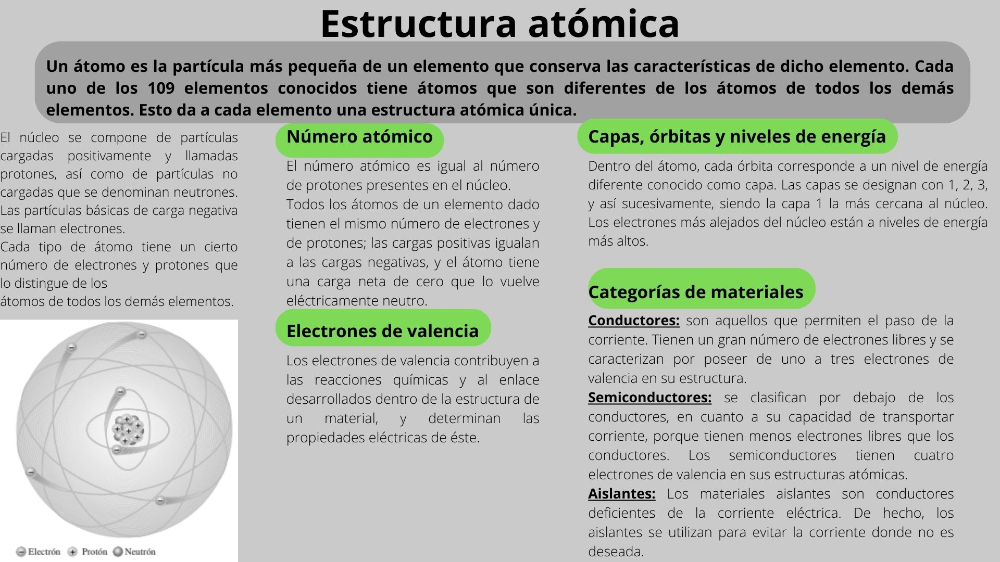 Estructura atómica
Un átomo es la partícula más pequeña de un elemento que conserva las características de dicho elemento. Cada
uno de los 109 elementos conocidos tiene átomos que son diferentes de los átomos de todos los demás
elementos. Esto da a cada elemento una estructura atómica única.
El núcleo se compone de partículas
cargadas positivamente y llamadas
protones, así como de partículas no
cargadas que se denominan neutrones.
Las partículas básicas de carga negativa
se llaman electrones.
Cada tipo de átomo tiene un cierto
número de electrones y protones que
lo distingue de los
átomos de todos los demás elementos.
Electrón Protón Neutrón
Número atómico
El número atómico es igual al número
de protones presentes en el núcleo.
Todos los átomos de un elemento dado
tienen el mismo número de electrones y
de protones; las cargas positivas igualan
a las cargas negativas, y el átomo tiene
una carga neta de cero que lo vuelve
eléctricamente neutro.
Electrones de valencia
Los electrones de valencia contribuyen a
las reacciones químicas y al enlace
desarrollados dentro de la estructura de
un material, y determinan las
propiedades eléctricas de éste.
Capas, órbitas y niveles de energía
Dentro del átomo, cada órbita corresponde a un nivel de energía
diferente conocido como capa. Las capas se designan con 1, 2, 3,
y así sucesivamente, siendo la capa 1 la más cercana al núcleo.
Los electrones más alejados del núcleo están a niveles de energía
más altos.
Categorías de materiales
Conductores: son aquellos que permiten el paso de la
corriente. Tienen un gran número de electrones libres y se
caracterizan por poseer de uno a tres electrones de
valencia en su estructura.
Semiconductores: se clasifican por debajo de los
conductores, en cuanto a su capacidad de transportar
corriente, porque tienen menos electrones libres que los
conductores. Los semiconductores tienen cuatro
electrones de valencia en sus estructuras atómicas.
Aislantes: Los materiales aislantes son conductores
deficientes de la corriente eléctrica. De hecho, los
aislantes se utilizan para evitar la corriente donde no es
deseada.